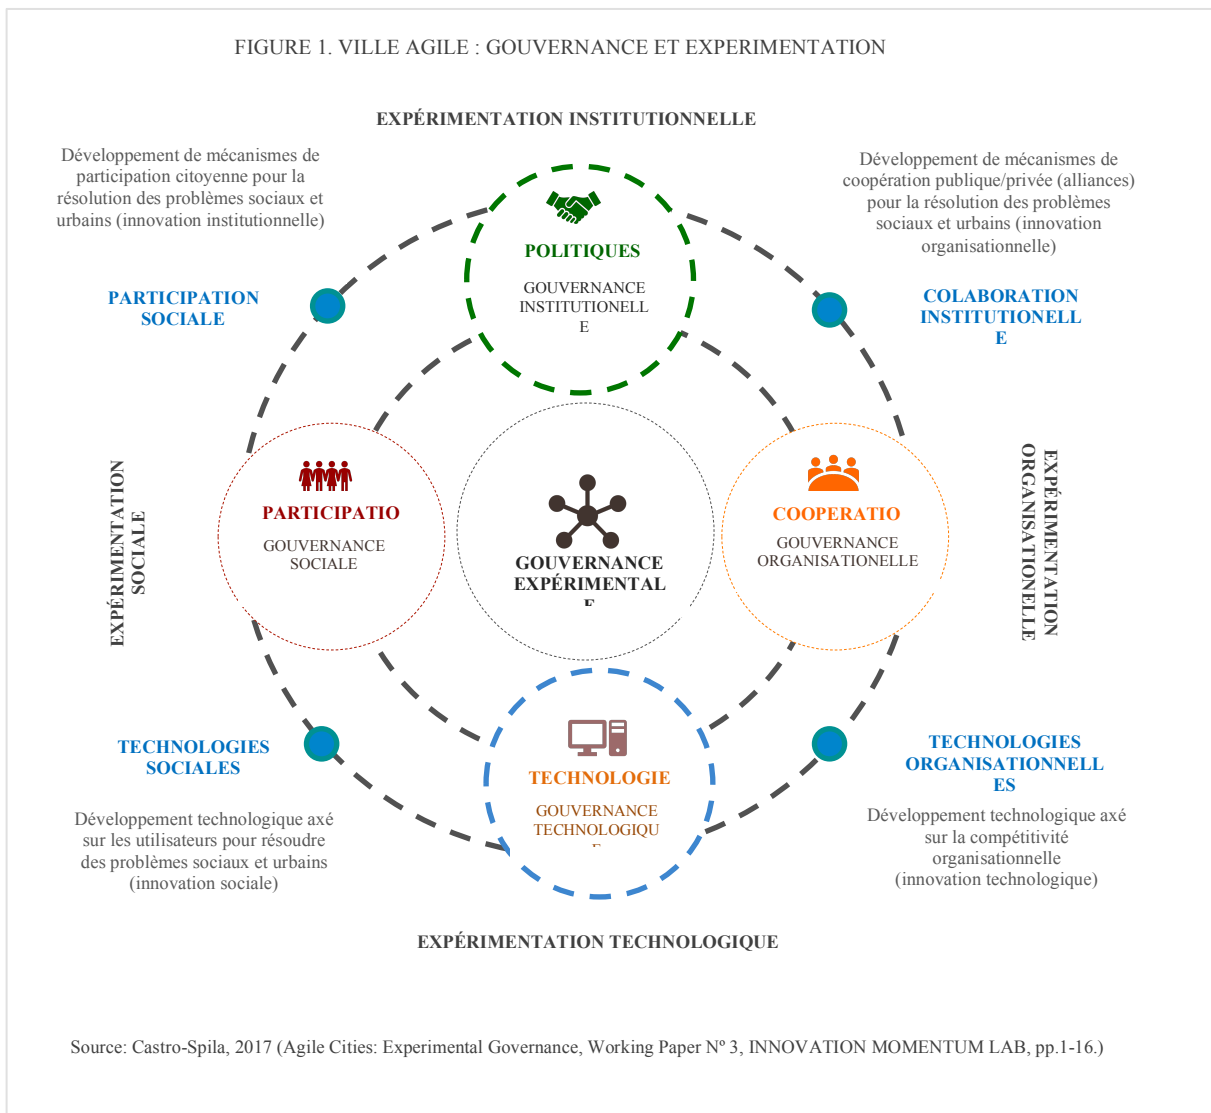 FIGURE 1. VILLE AGILE : GOUVERNANCE ET EXPERIMENTATION
EXPÉRIMENTATION INSTITUTIONNELLE
Développement de mécanismes de
participation citoyenne pour la
résolution des problèmes sociaux et
urbains (innovation institutionnelle)
Développement de mécanismes de
coopération publique/privée (alliances)
pour la résolution des problèmes
sociaux et urbains (innovation
organisationnelle)
POLITIQUES
GOUVERNANCE
INSTITUTIONELL
E
PARTICIPATION
SOCIALE
COLABORATION
INSTITUTIONELL
E
EXPÉRIMENTATION
SOCIALE
PARTICIPATIO
GOUVERNANCE
SOCIALE
GOUVERNANCE
EXPÉRIMENTAL
E
COOPERATIO
GOUVERNANCE
ORGANISATIONELLE
EXPÉRIMENTATION
ORGANISATIONELLE
TECHNOLOGIES
SOCIALES
TECHNOLOGIE
GOUVERNANCE
TECHNOLOGIQU
E
TECHNOLOGIES
ORGANISATIONNELL
ES
Développement technologique axé
sur les utilisateurs pour résoudre
des problèmes sociaux et urbains
(innovation sociale)
Développement technologique axé
sur la compétitivité
organisationnelle
(innovation technologique)
EXPÉRIMENTATION TECHNOLOGIQUE
Source: Castro-Spila, 2017 (Agile Cities: Experimental Governance, Working Paper Nº 3, INNOVATION MOMENTUM LAB, pp.1-16.)